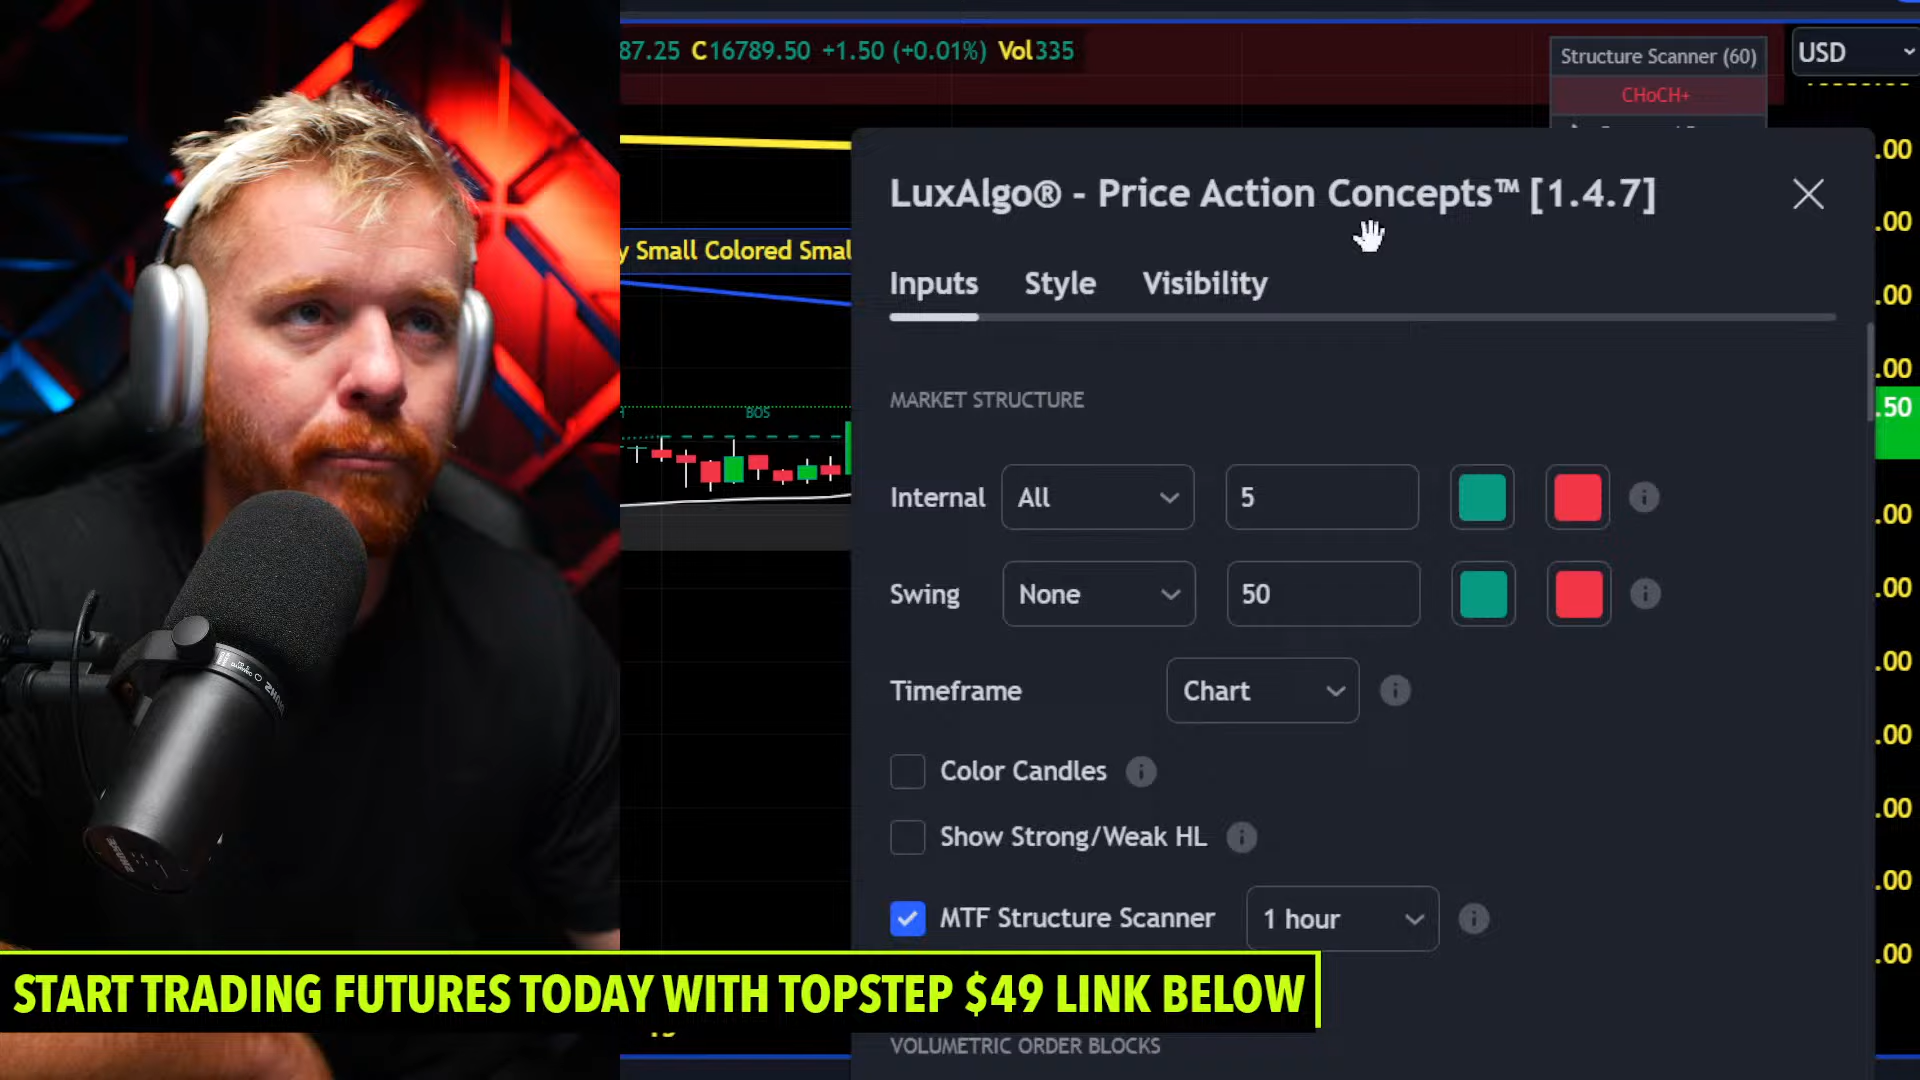 87.25 C16789.50 +1.50 (+0.01%) Vol335
Structure Scanner (60)
USD
CHoCH+
LuxAlgo® - Price Action Concepts™ [1.4.7]
y Small Colored Smal
Inputs Style Visibility
MARKET STRUCTURE
BOS
Internal All 5
Swing None 50
Timeframe Chart
Color Candles
Show Strong/Weak HL
MTF Structure Scanner 1 hour
START TRADING FUTURES TODAY WITH TOPSTEP $49 LINK BELOW
VOLUMETRIC ORDER BLOCKS
.00
.00
.00
.00
.50
.00
.00
.00
.00
.00
.00
.00